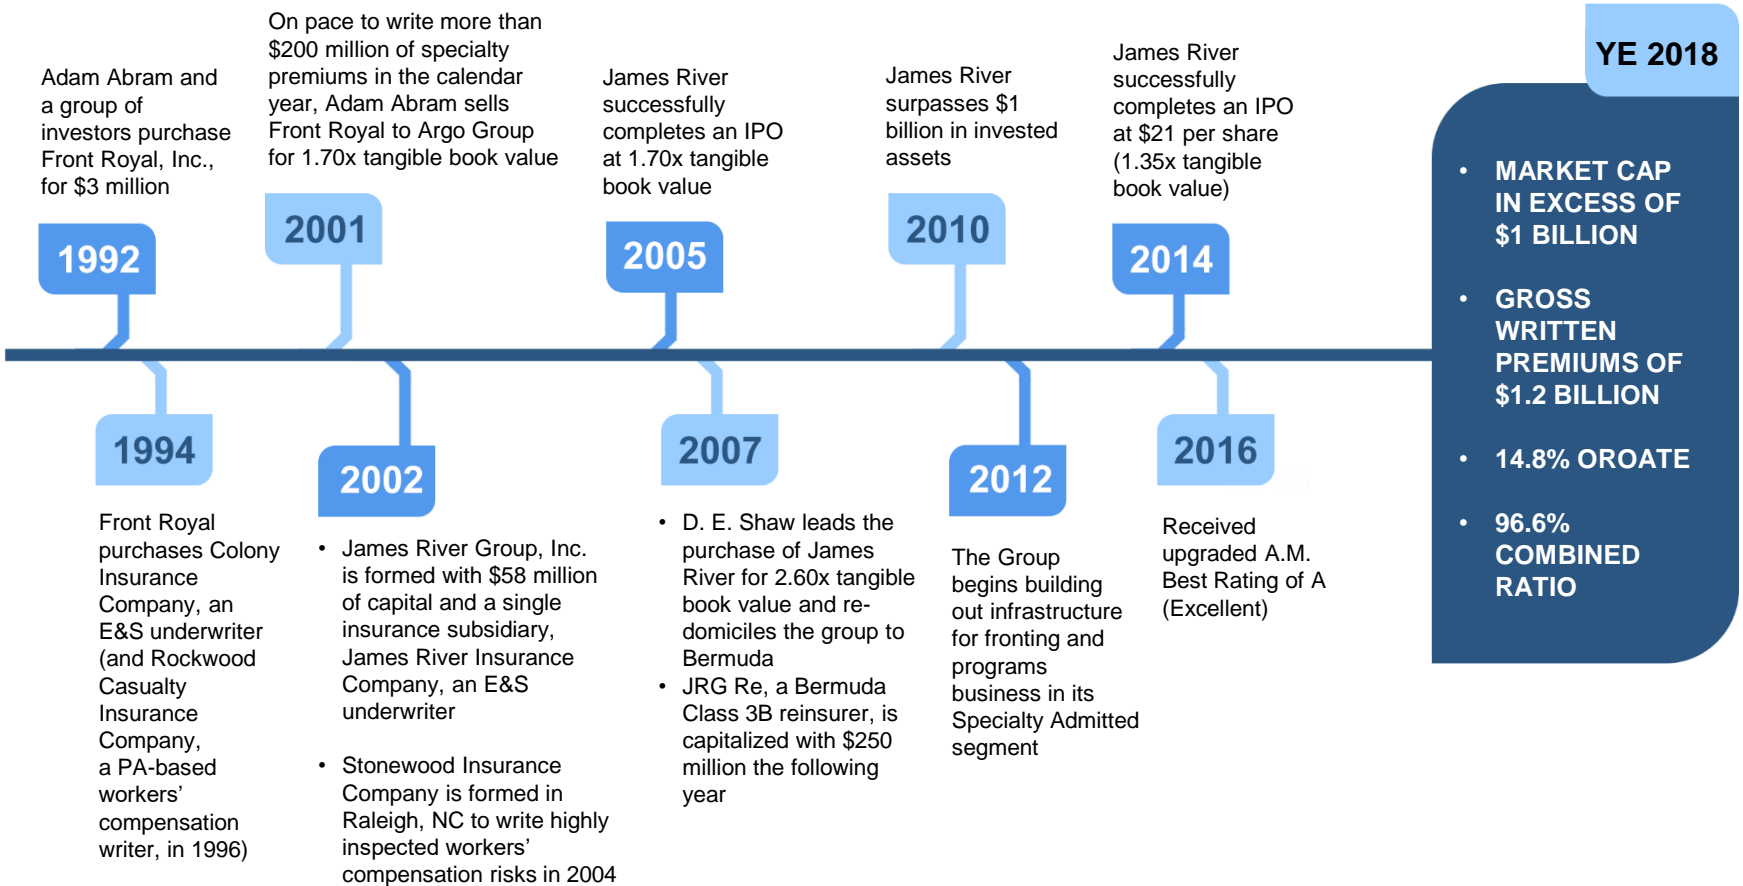 Adam Abram and
a group of
investors purchase
Front Royal, Inc.,
for $3 million
1992
On pace to write more than
$200 million of specialty
premiums in the calendar
year, Adam Abram sells
Front Royal to Argo Group
for 1.70x tangible book value
2001
James River
successfully
completes an IPO
at 1.70x tangible
book value
2005
James River
surpasses $1
billion in invested
assets
2010
James River
successfully
completes an IPO
at $21 per share
(1.35x tangible
book value)
2014
1994
Front Royal
purchases Colony
Insurance
Company, an
E&S underwriter
(and Rockwood
Casualty
Insurance
Company,
a PA-based
workers’
compensation
writer, in 1996)
2002
• James River Group, Inc.
is formed with $58 million
of capital and a single
insurance subsidiary,
James River Insurance
Company, an E&S
underwriter
• Stonewood Insurance
Company is formed in
Raleigh, NC to write highly
inspected workers’
compensation risks in 2004
2007
• D. E. Shaw leads the
purchase of James
River for 2.60x tangible
book value and re-
domiciles the group to
Bermuda
• JRG Re, a Bermuda
Class 3B reinsurer, is
capitalized with $250
million the following
year
2012
The Group
begins building
out infrastructure
for fronting and
programs
business in its
Specialty Admitted
segment
2016
Received
upgraded A.M.
Best Rating of A
(Excellent)
YE 2018
• MARKET CAP
IN EXCESS OF
$1 BILLION
• GROSS
WRITTEN
PREMIUMS OF
$1.2 BILLION
• 14.8% OROATE
• 96.6%
COMBINED
RATIO